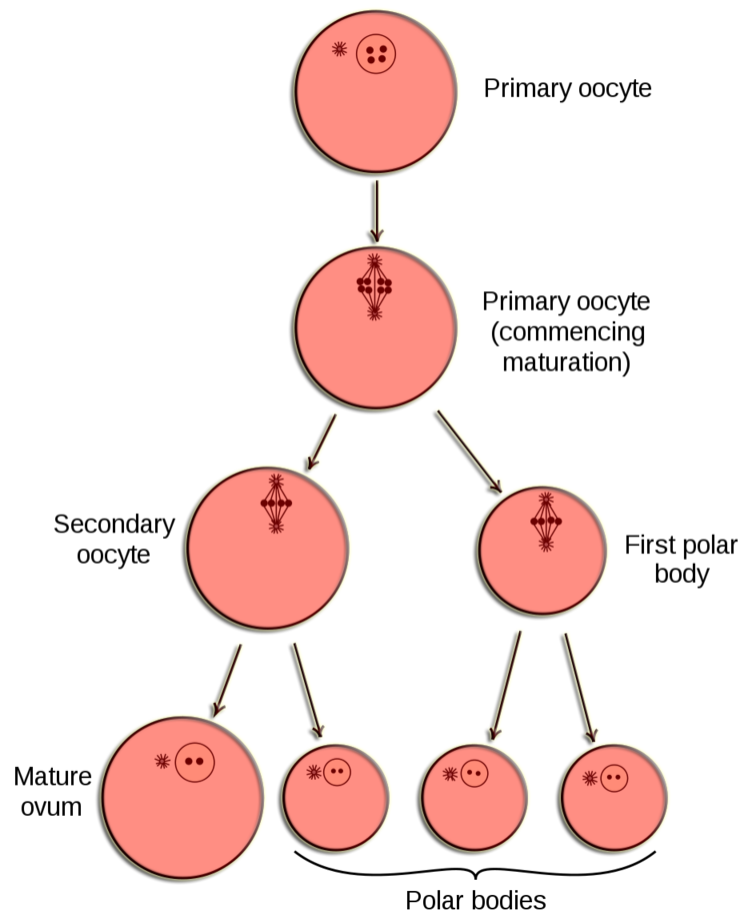 Primary oocyte
Primary oocyte
(commencing
maturation)
Secondary
oocyte
First polar
body
Mature
ovum
Polar bodies